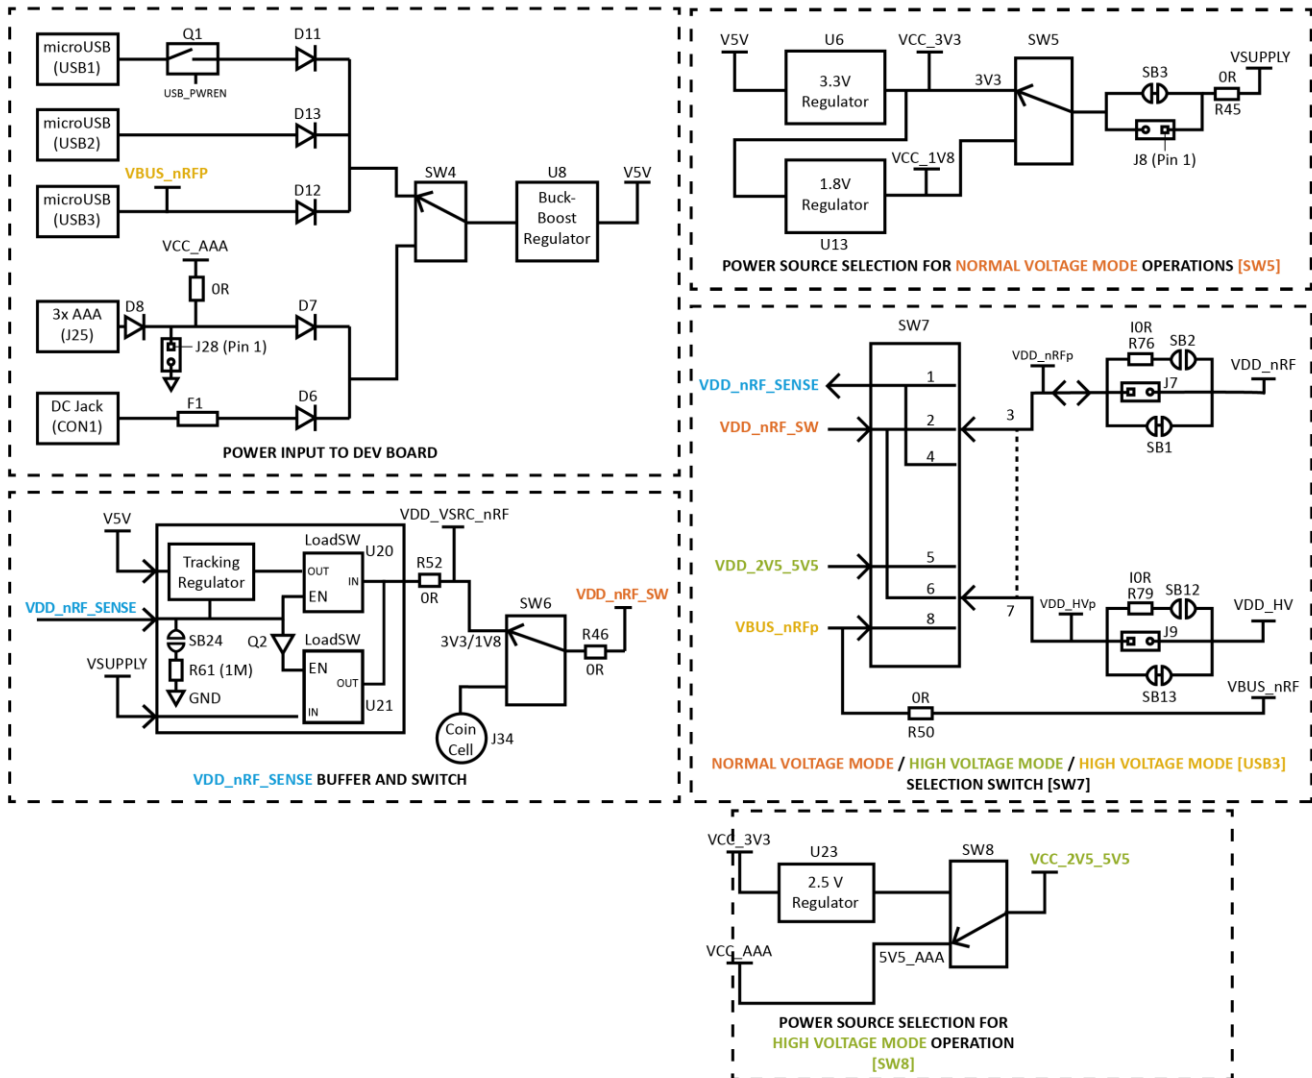 microUSB
(USB1)
Q1
USB_PWREN
D11
microUSB
(USB2)
D13
VBUS_nRFP
microUSB
(USB3)
D12
SW4
U8
Buck-
Boost
Regulator
V5V
VCC_AAA
0R
3x AAA
(J25)
D8
D7
J28 (Pin 1)
DC Jack
(CON1)
F1
D6
POWER INPUT TO DEV BOARD
V5V
U6
3.3V
Regulator
VCC_3V3
3V3
SW5
SB3
0R
R45
VSUPPLY
J8 (Pin 1)
1.8V
Regulator
U13
VCC_1V8
POWER SOURCE SELECTION FOR NORMAL VOLTAGE MODE OPERATIONS [SW5]
V5V
Tracking
Regulator
LoadSW
U20
OUT
IN
EN
VDD_nRF_SENSE
SB24
R61 (1M)
GND
Q2
LoadSW
EN
OUT
IN
U21
VSUPPLY
R52
0R
VDD_VSRC_nRF
3V3/1V8
SW6
VDD_nRF_SW
R46
0R
Coin
Cell
J34
VDD_nRF_SENSE BUFFER AND SWITCH
SW7
VDD_nRF_SENSE
1
VDD_nRF_SW
2
4
3
VDD_nRFp
I0R
R76
SB2
J7
SB1
VDD_nRF
VDD_2V5_5V5
5
6
7
VBUS_nRFp
8
VDD_HVp
I0R
R79
SB12
J9
SB13
VDD_HV
VBUS_nRF
0R
R50
NORMAL VOLTAGE MODE / HIGH VOLTAGE MODE / HIGH VOLTAGE MODE [USB3]
SELECTION SWITCH [SW7]
VCC_3V3
U23
2.5 V
Regulator
SW8
VCC_2V5_5V5
VCC_AAA
5V5_AAA
POWER SOURCE SELECTION FOR
HIGH VOLTAGE MODE OPERATION
[SW8]